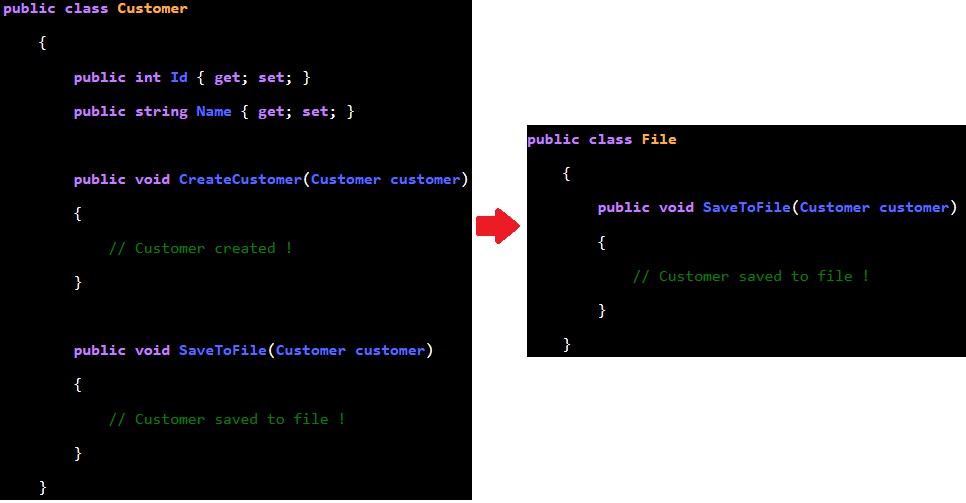 public class Customer
{
public int Id { get; set; }
public string Name { get; set; }
public void CreateCustomer(Customer customer)
{
// Customer created !
}
public void SaveToFile(Customer customer)
{
// Customer saved to file !
}
}
public class File
{
public void SaveToFile(Customer customer)
{
// Customer saved to file !
}
}